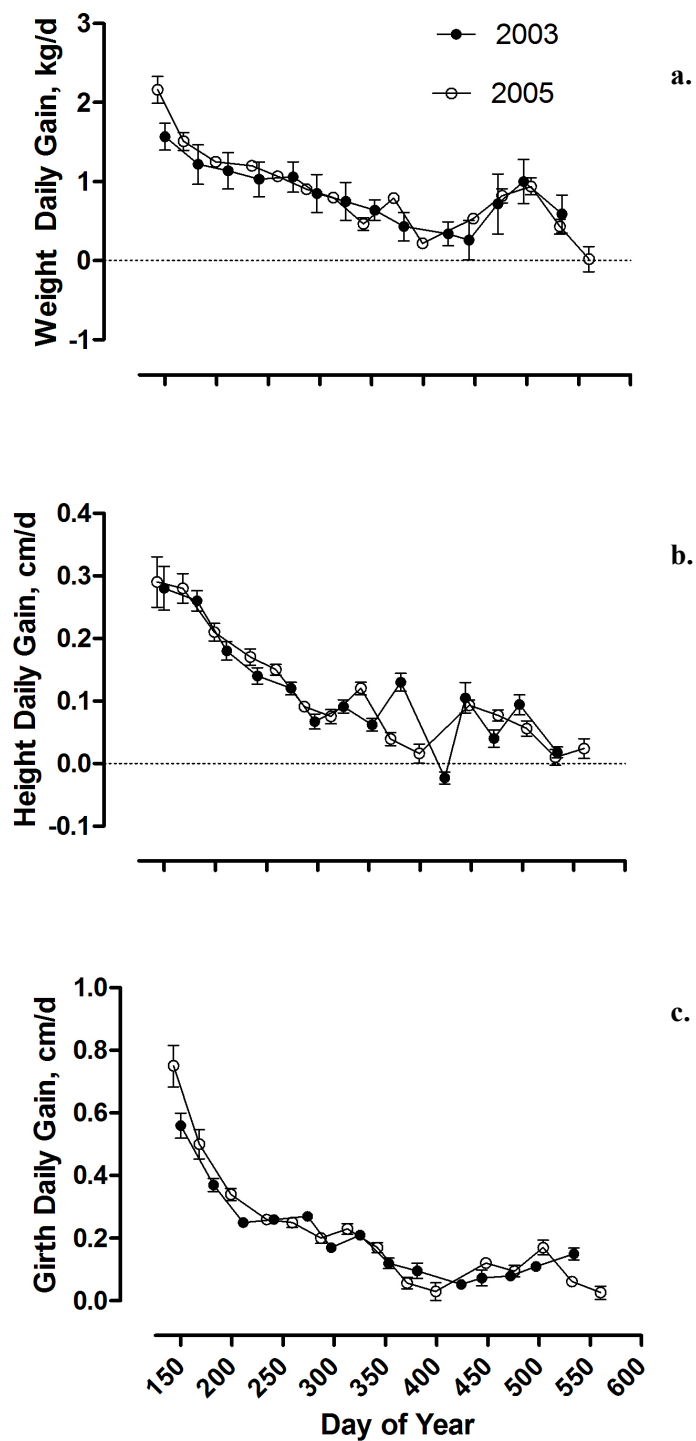 2003
2005
a.
Weight Daily Gain, kg/d
3
2
1
0
-1
b.
Height Daily Gain, cm/d
0.4
0.3
0.2
0.1
0.0
-0.1
c.
Girth Daily Gain, cm/d
1.0
0.8
0.6
0.4
0.2
0.0
150 200 250 300 350 400 450 500 550 600
Day of Year